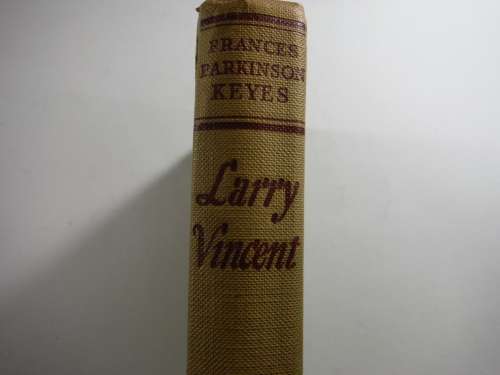 FRANCES
PARKINSON
KEYES
Larry
Vincent